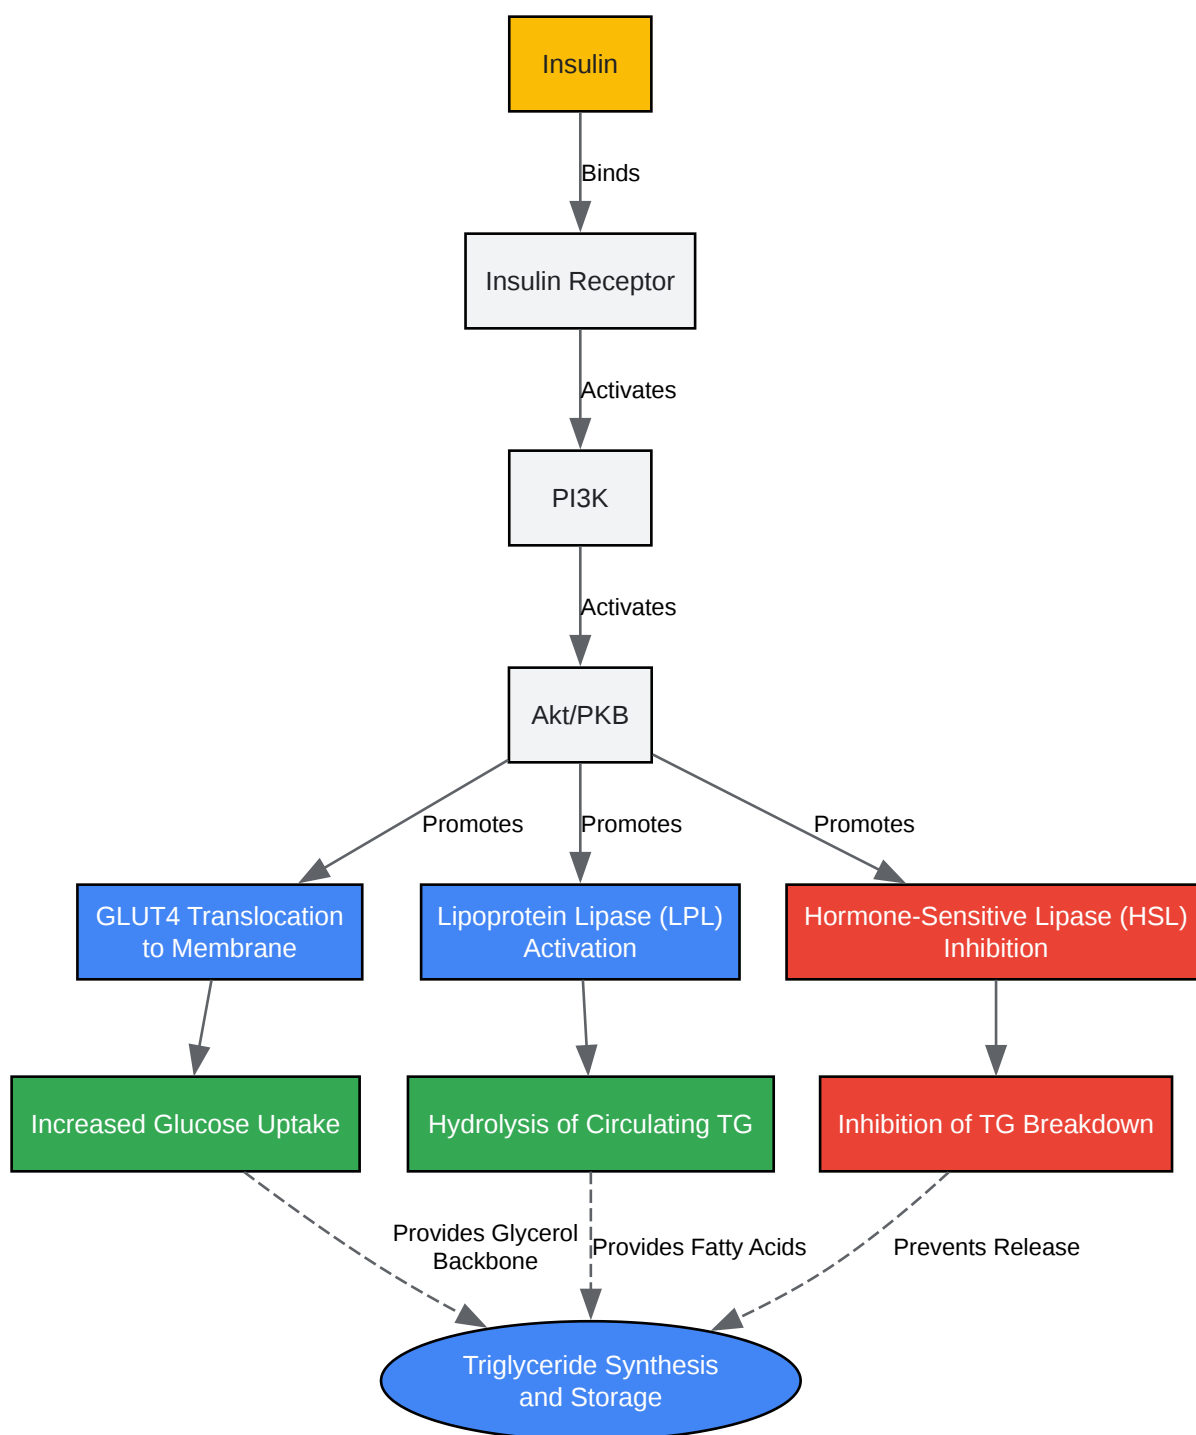 Insulin
Binds
Insulin Receptor
Activates
PI3K
Activates
Akt/PKB
Promotes
Promotes
Promotes
GLUT4 Translocation
to Membrane
Lipoprotein Lipase (LPL)
Activation
Hormone-Sensitive Lipase (HSL)
Inhibition
Increased Glucose Uptake
Hydrolysis of Circulating TG
Inhibition of TG Breakdown
Provides Glycerol
Backbone
Provides Fatty Acids
Prevents Release
Triglyceride Synthesis
and Storage